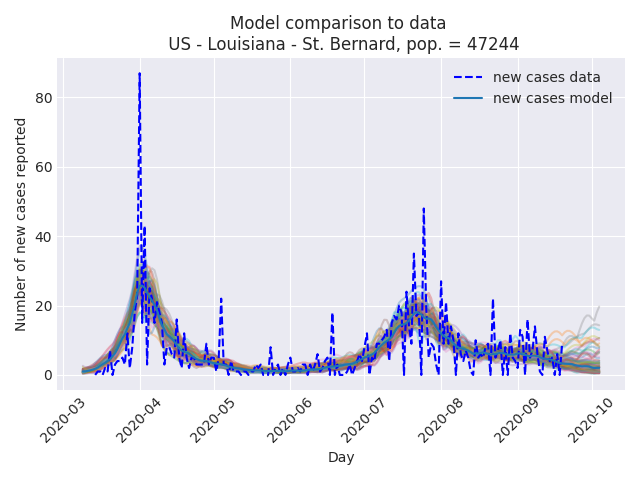 Model comparison to data
US - Louisiana - St. Bernard, pop. = 47244
new cases data
new cases model
Number of new cases reported
80
60
40
20
0
2020-03
2020-04
2020-05
2020-06
2020-07
2020-08
2020-09
2020-10
Day